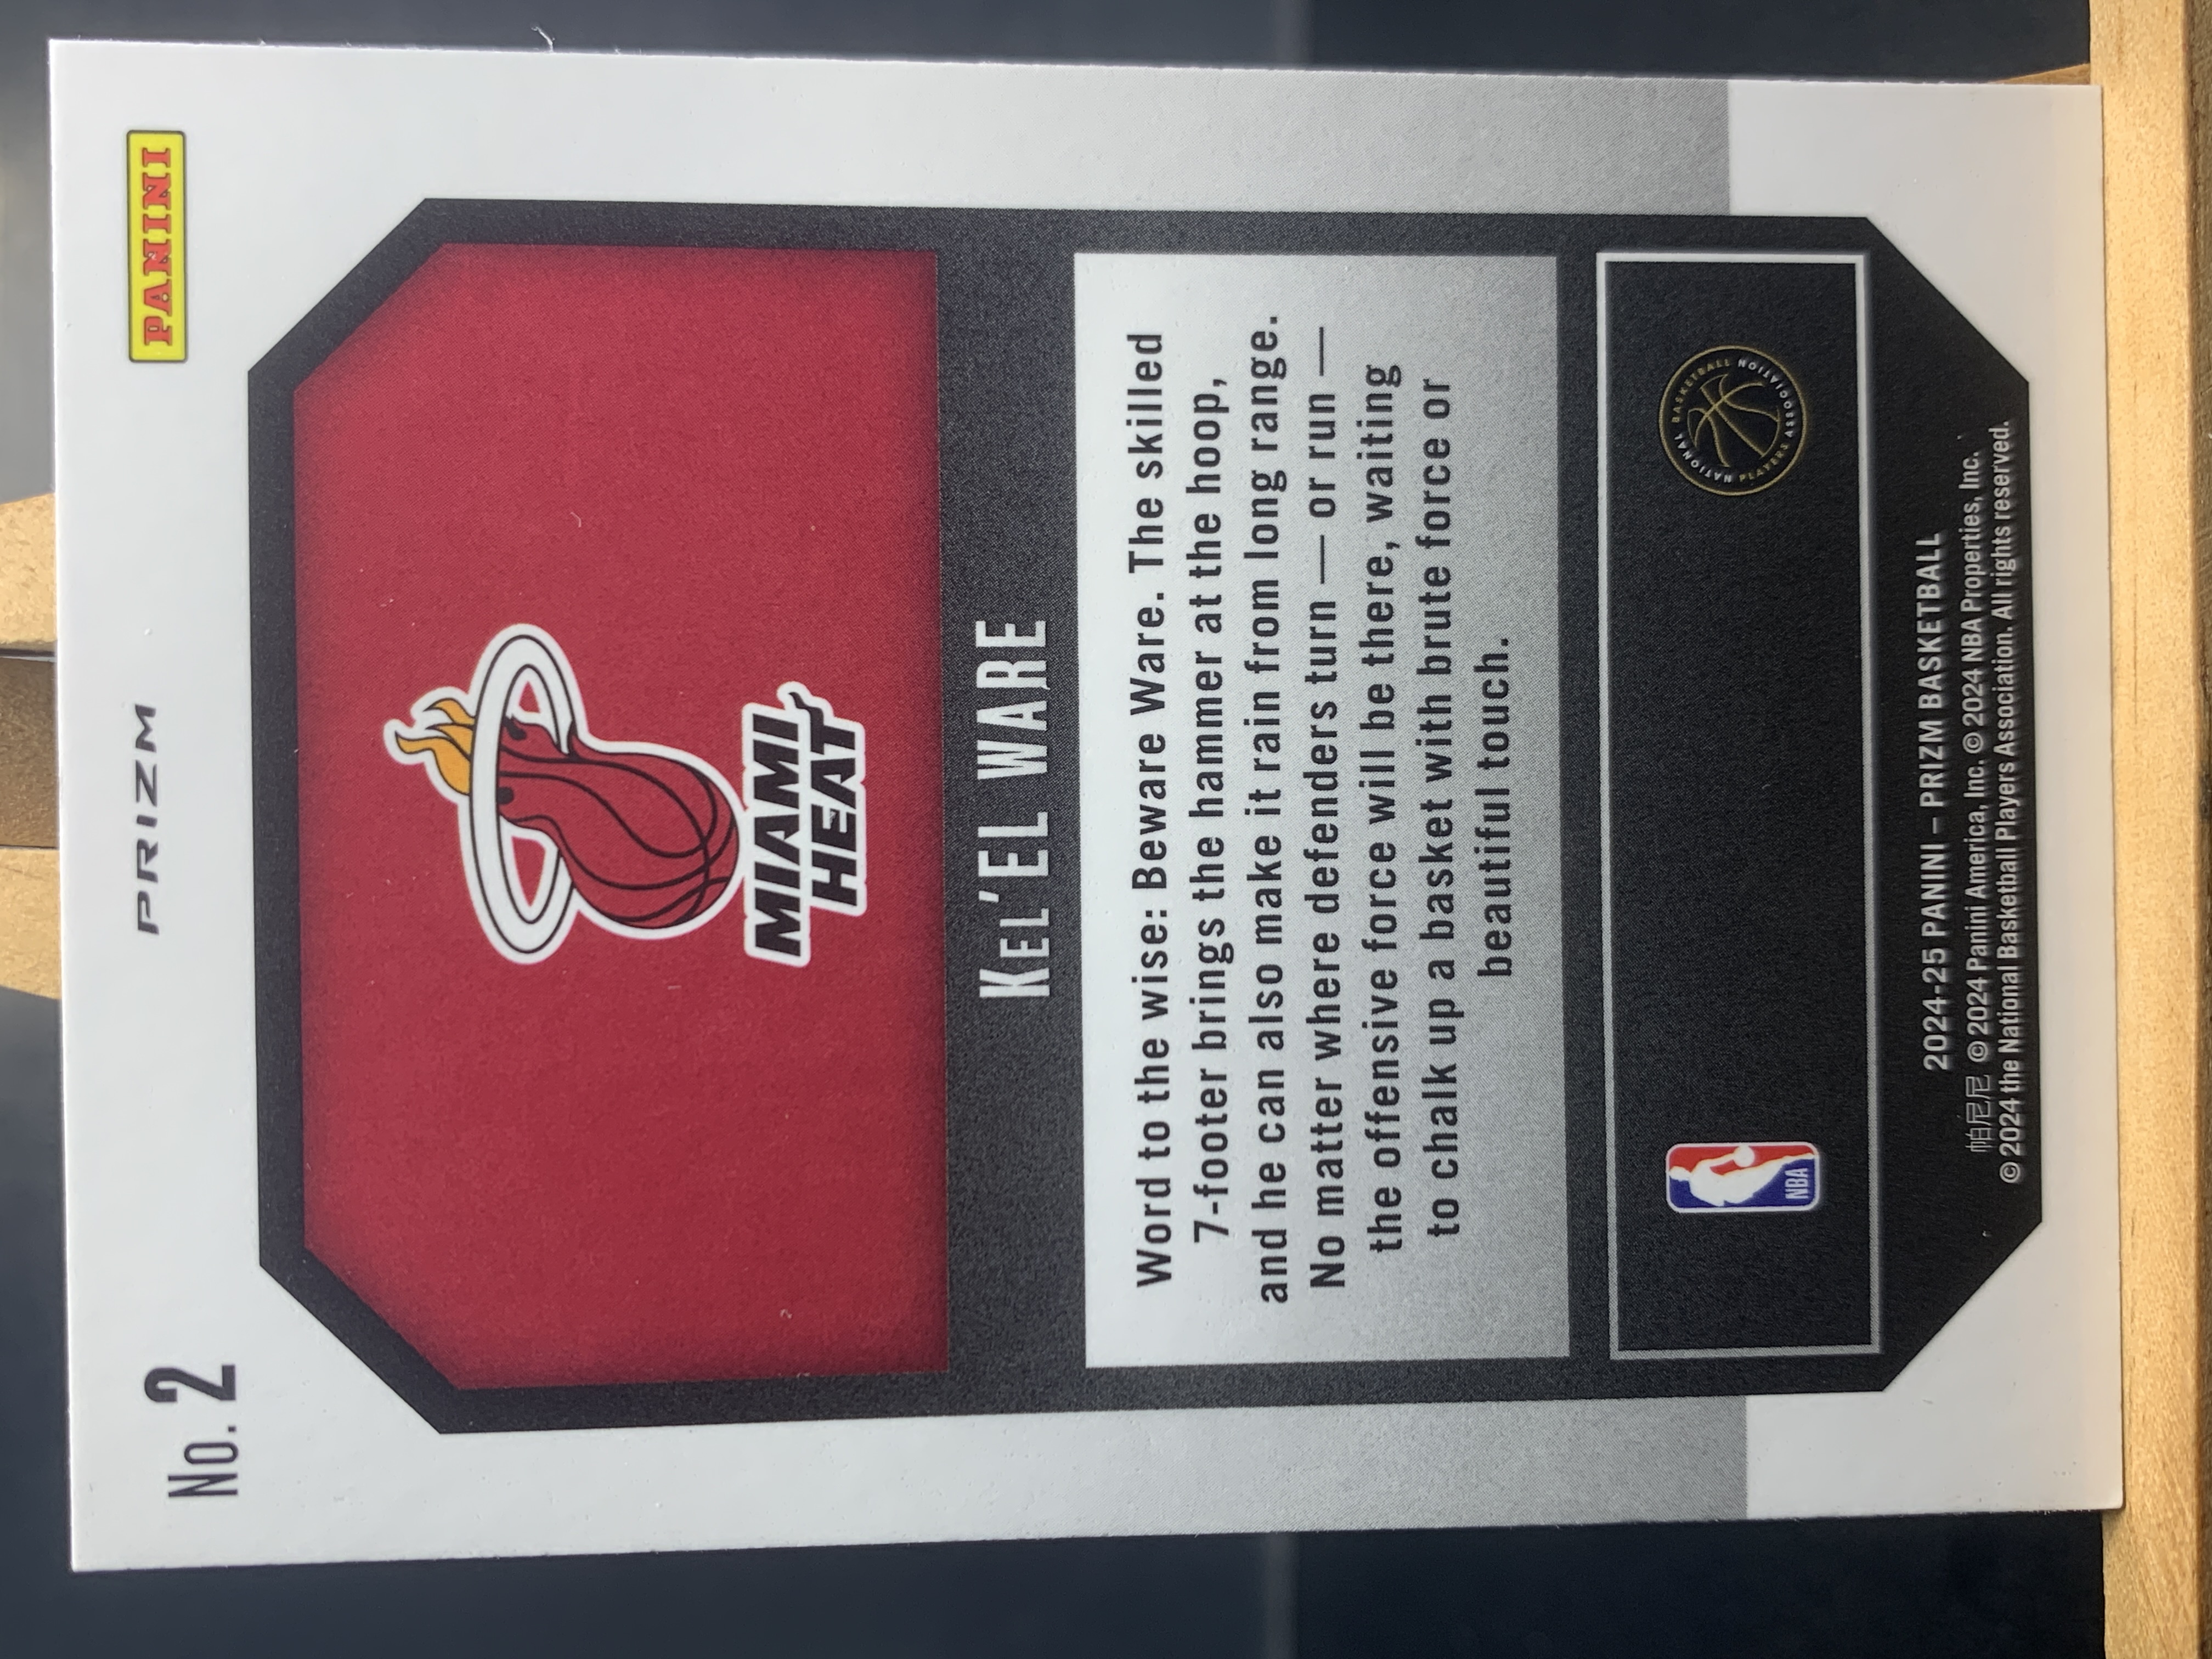 No. 2
PRIZM
PANINI
MIAMI
HEAT
KEL'EL WARE
Word to the wise: Beware Ware. The skilled
7-footer brings the hammer at the hoop,
and he can also make it rain from long range.
No matter where defenders turn — or run —
the offensive force will be there, waiting
to chalk up a basket with brute force or
beautiful touch.
NBA
NATIONAL BASKETBALL PLAYERS ASSOCIATION
2024-25 PANINI – PRIZM BASKETBALL
帕尼尼 © 2024 Panini America, Inc. © 2024 NBA Properties, Inc.
© 2024 the National Basketball Players Association. All rights reserved.